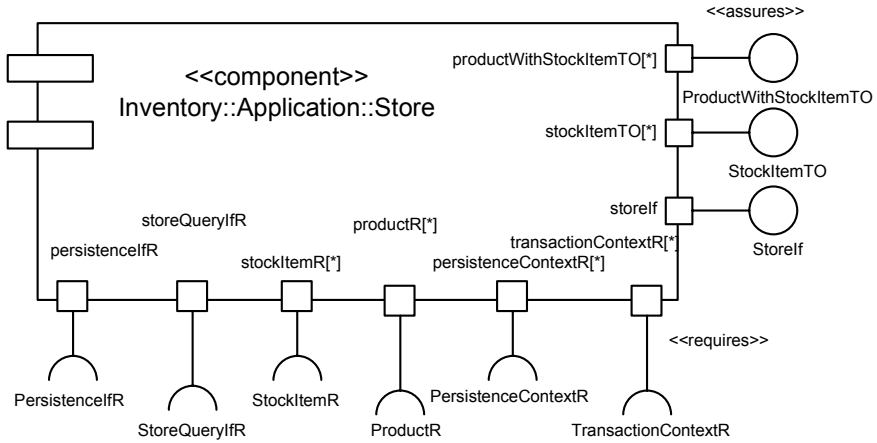 <<assures>>
productWithStockItemTO[*]
<<component>>
Inventory::Application::Store
ProductWithStockItemTO
stockItemTO[*]
StockItemTO
storeIf
storeQueryIfR
productR[*]
transactionContextR[*]
StoreIf
persistenceIfR
stockItemR[*]
persistenceContextR[*]
<<requires>>
PersistenceIfR
StockItemR
PersistenceContextR
StoreQueryIfR
ProductR
TransactionContextR